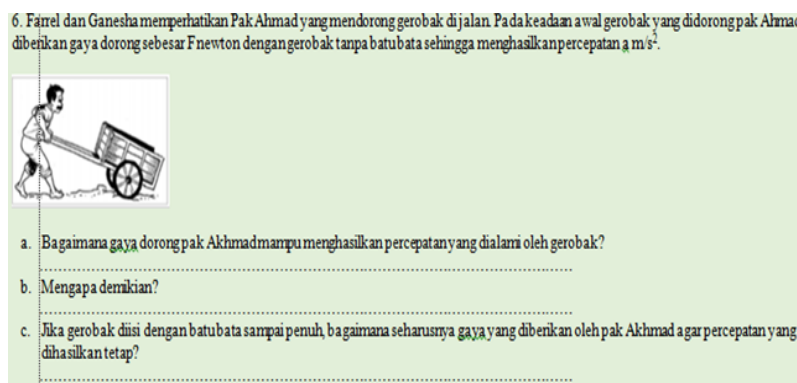 6. Farrel dan Ganesha memperhatikan Pak Ahmad yang mendorong gerobak di jalan. Pada keadaan awal gerobak yang didorong pak Ahmad
diberikan gaya dorong sebesar F newton dengan gerobak tanpa batu bata sehingga menghasilkan percepatan a m/s².
a. Bagaimana gaya dorong pak Akhmad mampu menghasilkan percepatan yang dialami oleh gerobak?
b. Mengapa demikian?
c. Jika gerobak diisi dengan batu bata sampai penuh, bagaimana seharusnya gaya yang diberikan oleh pak Akhmad agar percepatan yang
dihasilkan tetap?